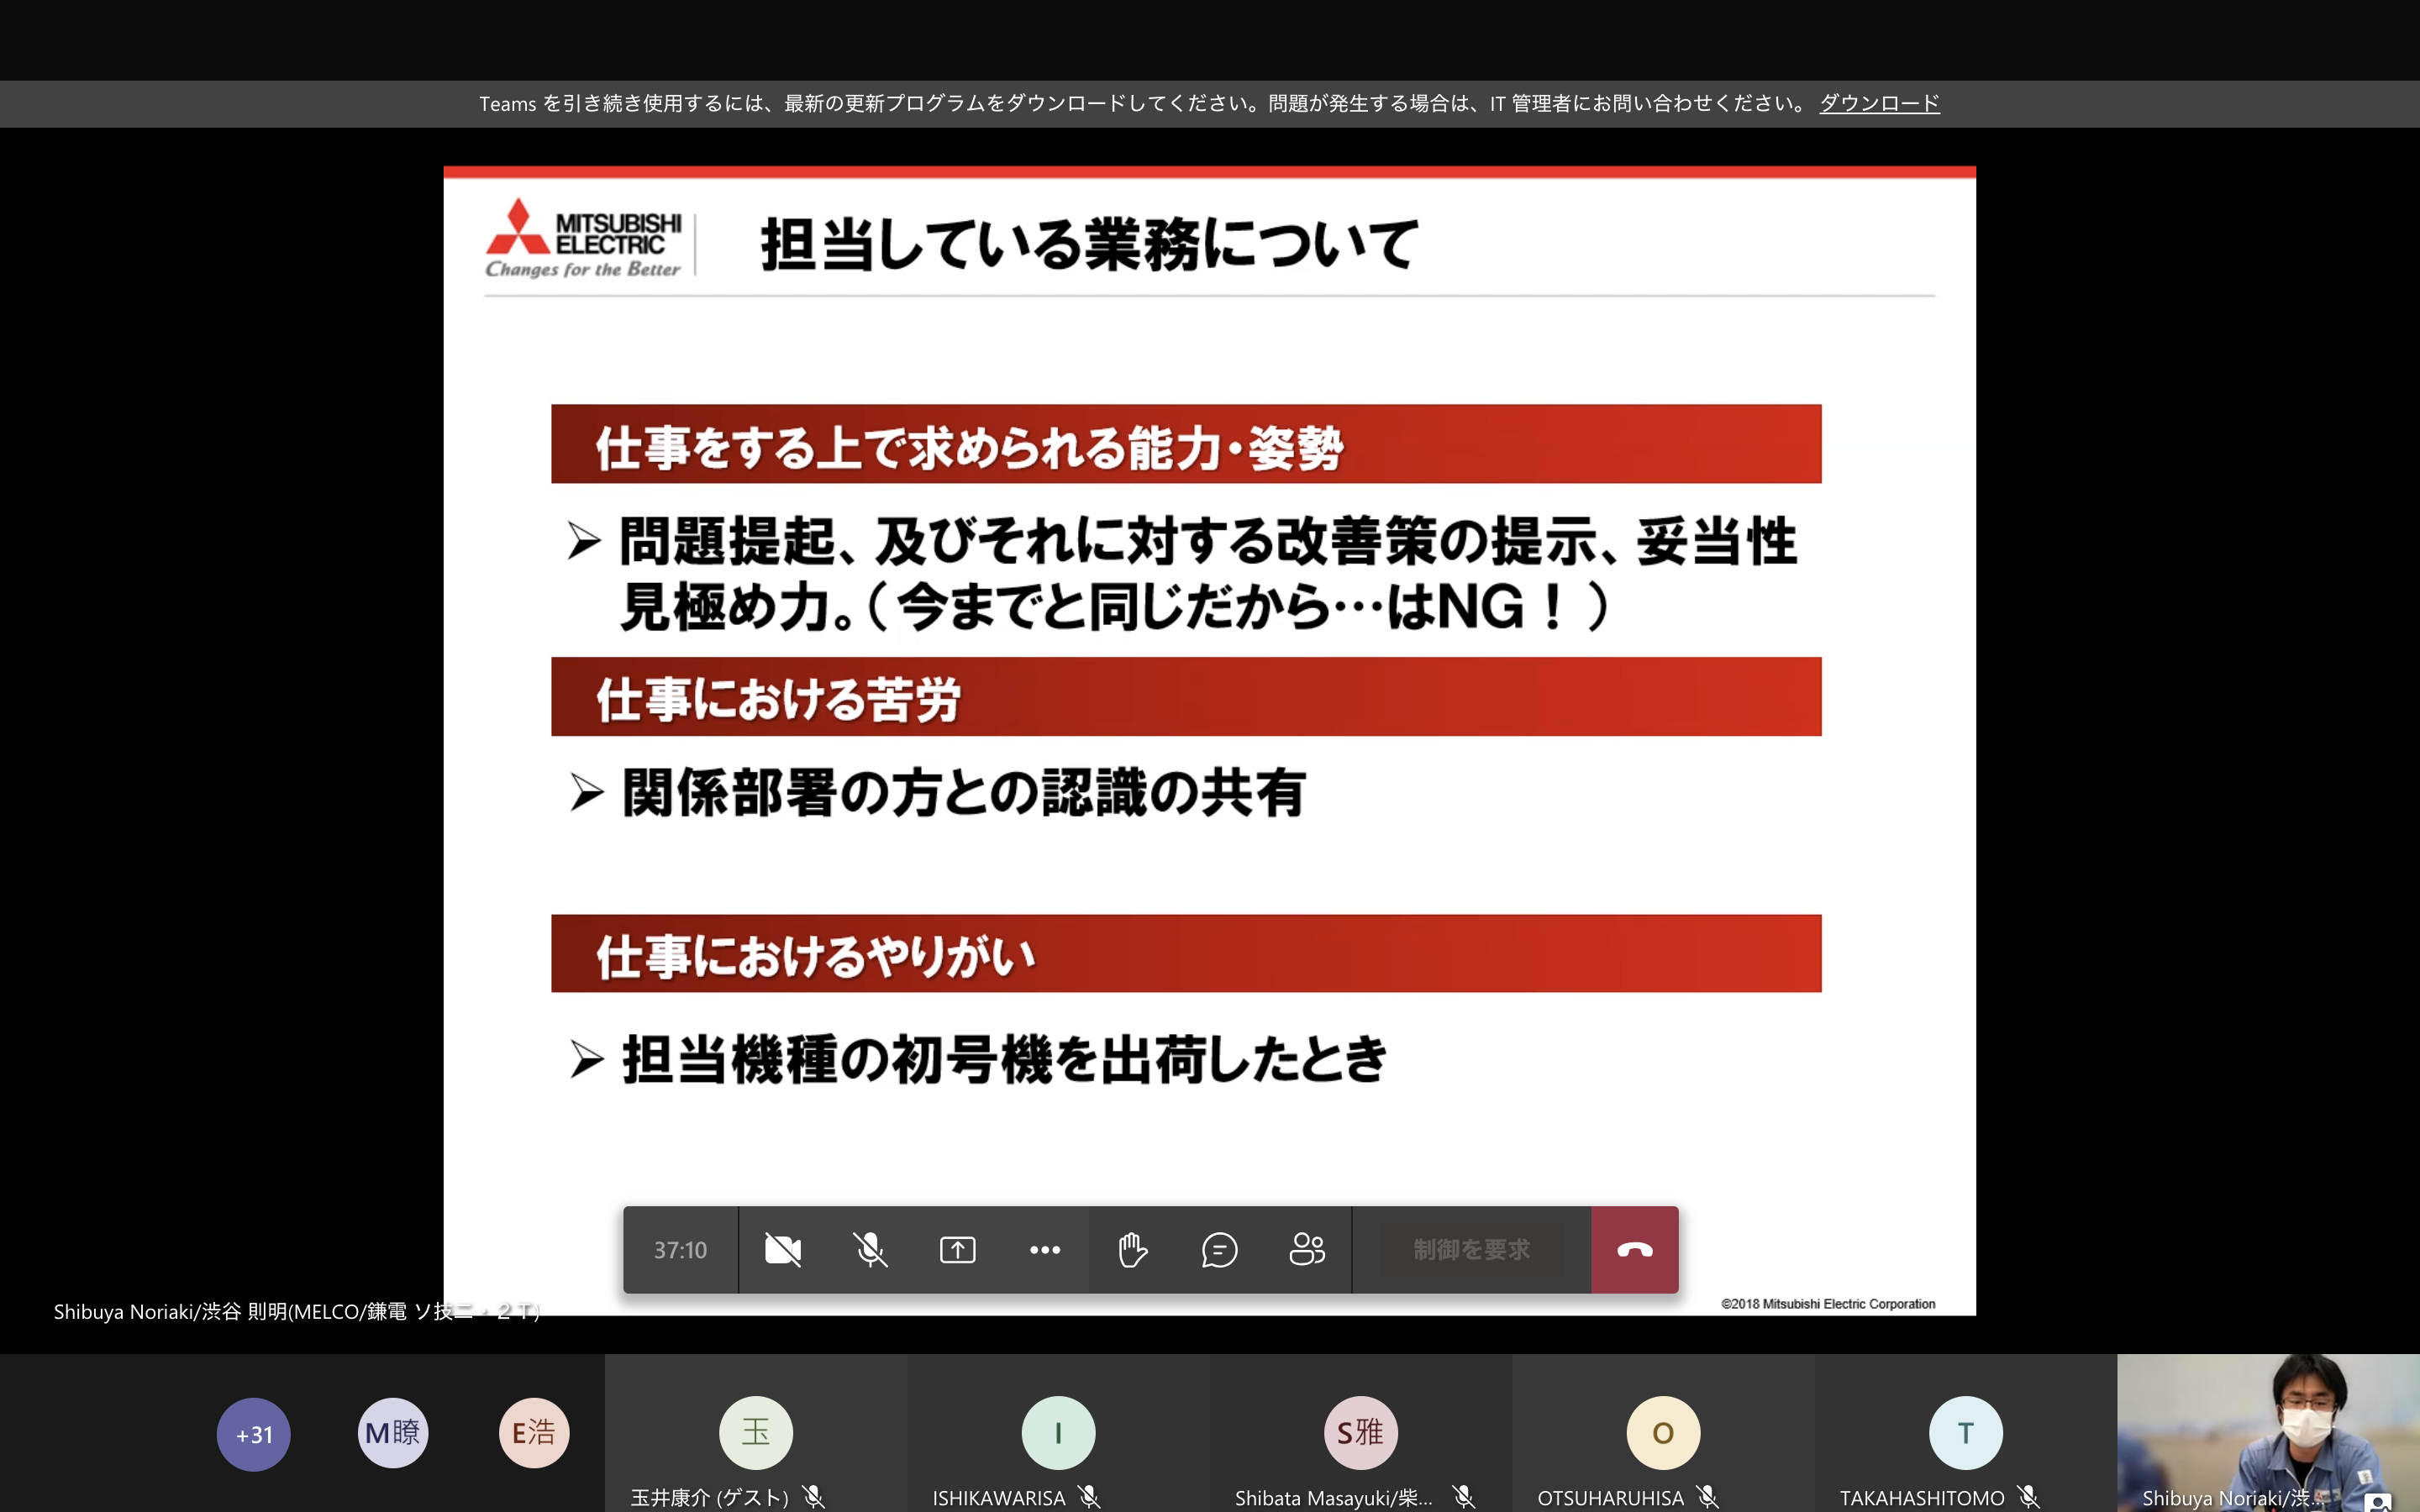 Teams を引き続き使用するには、最新の更新プログラムをダウンロードしてください。問題が発生する場合は、IT 管理者にお問い合わせください。 ダウンロード
MITSUBISHI
ELECTRIC
Changes for the Better
担当している業務について
仕事をする上で求められる能力・姿勢
➢ 問題提起、及びそれに対する改善策の提示、妥当性
見極め力。（今までと同じだから…はNG！）
仕事における苦労
➢ 関係部署の方との認識の共有
仕事におけるやりがい
➢ 担当機種の初号機を出荷したとき
37:10
制御を要求
©2018 Mitsubishi Electric Corporation
Shibuya Noriaki/渋谷 則明(MELCO/鎌電 ソ技二・２T)
+31
M瞭
E浩
玉
I
S雅
O
T
玉井康介 (ゲスト)
ISHIKAWARISA
Shibata Masayuki/柴...
OTSUHARUHISA
TAKAHASHITOMO
Shibuya Noriaki/渋...